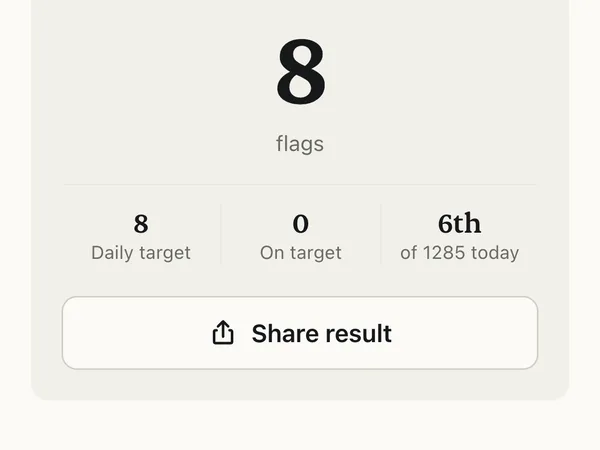 8
flags
8
Daily target
0
On target
6th
of 1285 today
Share result